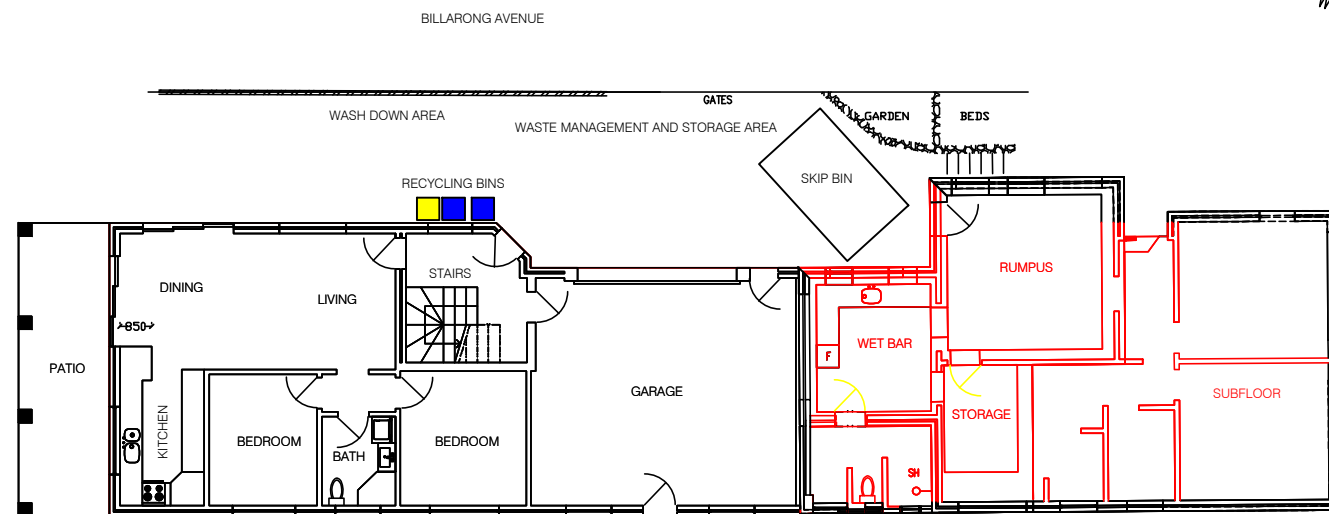 BILLARONG AVENUE
GATES
WASH DOWN AREA
WASTE MANAGEMENT AND STORAGE AREA
GARDEN
BEDS
RECYCLING BINS
SKIP BIN
STAIRS
RUMPUS
DINING
LIVING
850
WET BAR
F
PATIO
GARAGE
SUBFLOOR
KITCHEN
BEDROOM
BATH
BEDROOM
STORAGE
SH